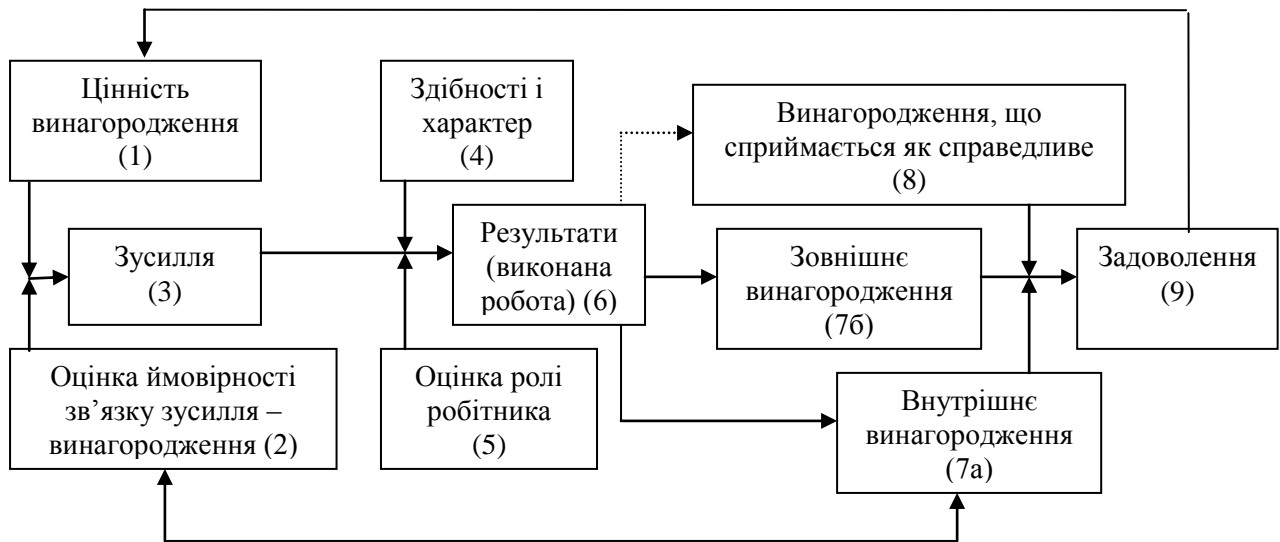 Цінність
винагородження
(1)
Здібності і
характер
(4)
Винагородження, що
сприймається як справедливе
(8)
Зусилля
(3)
Результати
(виконана
робота) (6)
Зовнішнє
винагородження
(7б)
Задоволення
(9)
Оцінка ймовірності
зв’язку зусилля –
винагородження (2)
Оцінка ролі
робітника
(5)
Внутрішнє
винагородження
(7а)